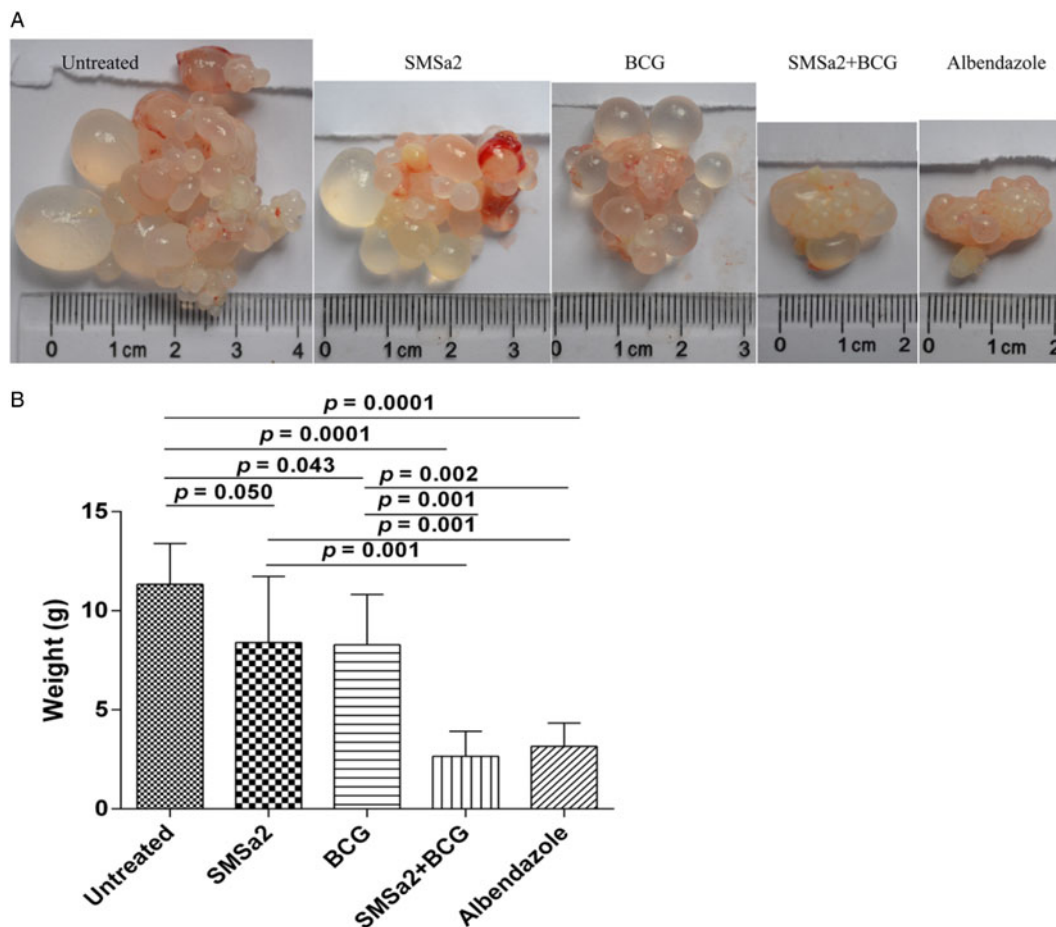 A
Untreated
SMSa2
BCG
SMSa2+BCG
Albendazole
0 1 cm 2 3 4
0 1 cm 2 3
0 1 cm 2 3
0 1 cm 2
0 1 cm 2
B
p = 0.0001
p = 0.0001
p = 0.043
p = 0.002
p = 0.050
p = 0.001
p = 0.001
p = 0.001
15
10
5
0
Weight (g)
Untreated
SMSa2
BCG
SMSa2+BCG
Albendazole